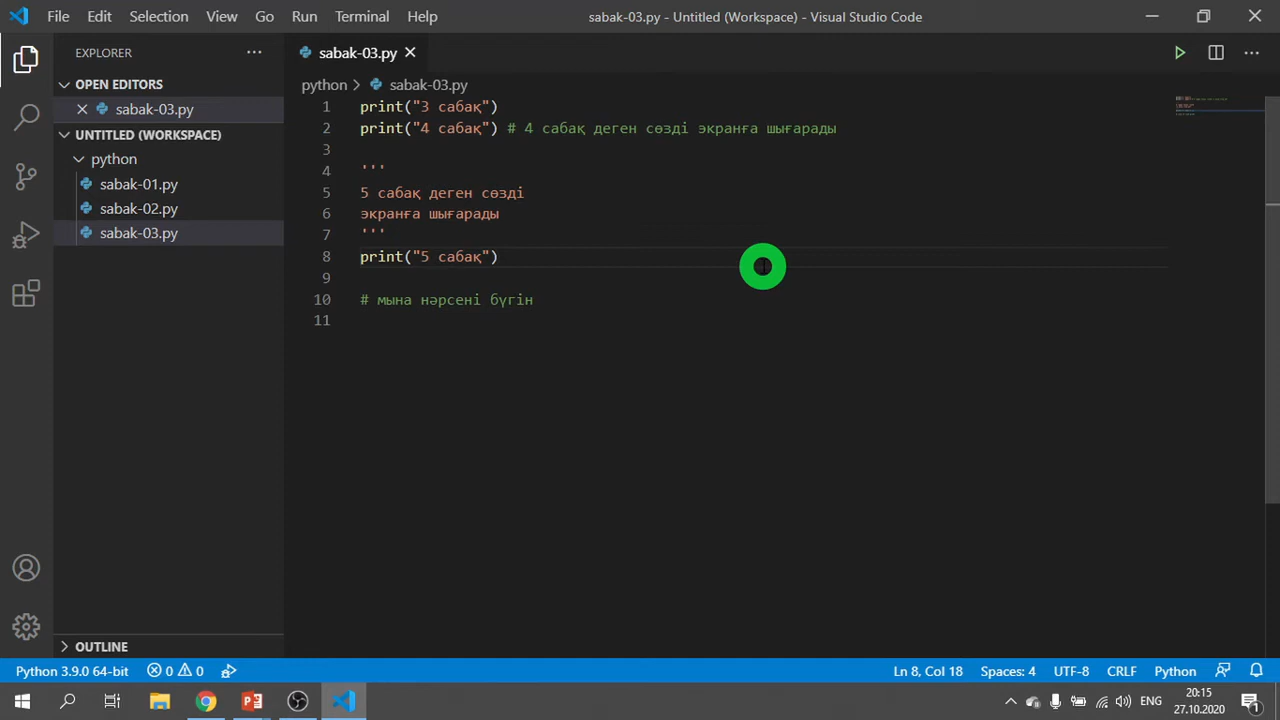 File Edit Selection View Go Run Terminal Help
sabak-03.py - Untitled (Workspace) - Visual Studio Code
EXPLORER
OPEN EDITORS
sabak-03.py
UNTITLED (WORKSPACE)
python
sabak-01.py
sabak-02.py
sabak-03.py
OUTLINE
sabak-03.py
python > sabak-03.py
1 print("3 сабақ")
2 print("4 сабақ") # 4 сабақ деген сөзді экранға шығарады
3
4 '''
5 5 сабақ деген сөзді
6 экранға шығарады
7 '''
8 print("5 сабақ")
9
10 # мына нәрсені бүгін
11
Python 3.9.0 64-bit 0 0 Ln 8, Col 18 Spaces: 4 UTF-8 CRLF Python
ENG 20:15
27.10.2020
1